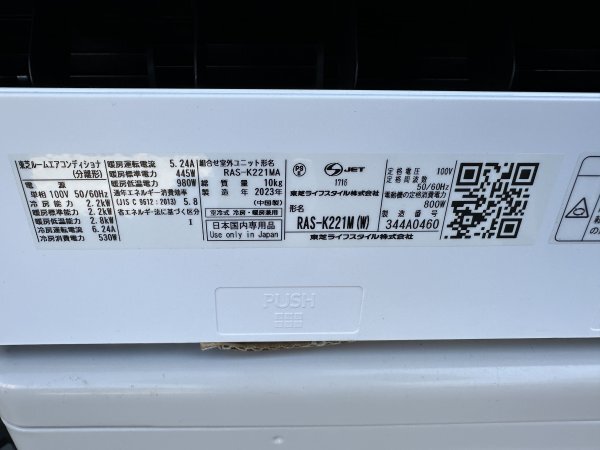 東芝ルームエアコンディショナ
(分離形)
電源
単相 100V 50/60Hz
冷房能力 2.2kW
暖房標準能力 2.2kW
暖房低温能力 2.8kW
冷房運転電流 6.24A
冷房消費電力 530W
暖房運転電流 5.24A
暖房標準電力 445W
暖房低温電力 980W
通年エネルギー消費効率
(JIS C 9612:2013) 5.8
省エネルギー法に基づく区分
I
組合せ室外ユニット形名
RAS-K221MA
総質量 10kg
製造年 2023年
(中国製)
空冷式 冷房・暖房兼用
日本国内専用品
Use only in Japan
PS
E
JET
1716
東芝ライフスタイル株式会社
形名
RAS-K221M(W)
東芝ライフスタイル株式会社
定格電圧 100V
定格周波数
50/60Hz
電動機の定格消費電力
800W
製造番号
344A0460
PUSH